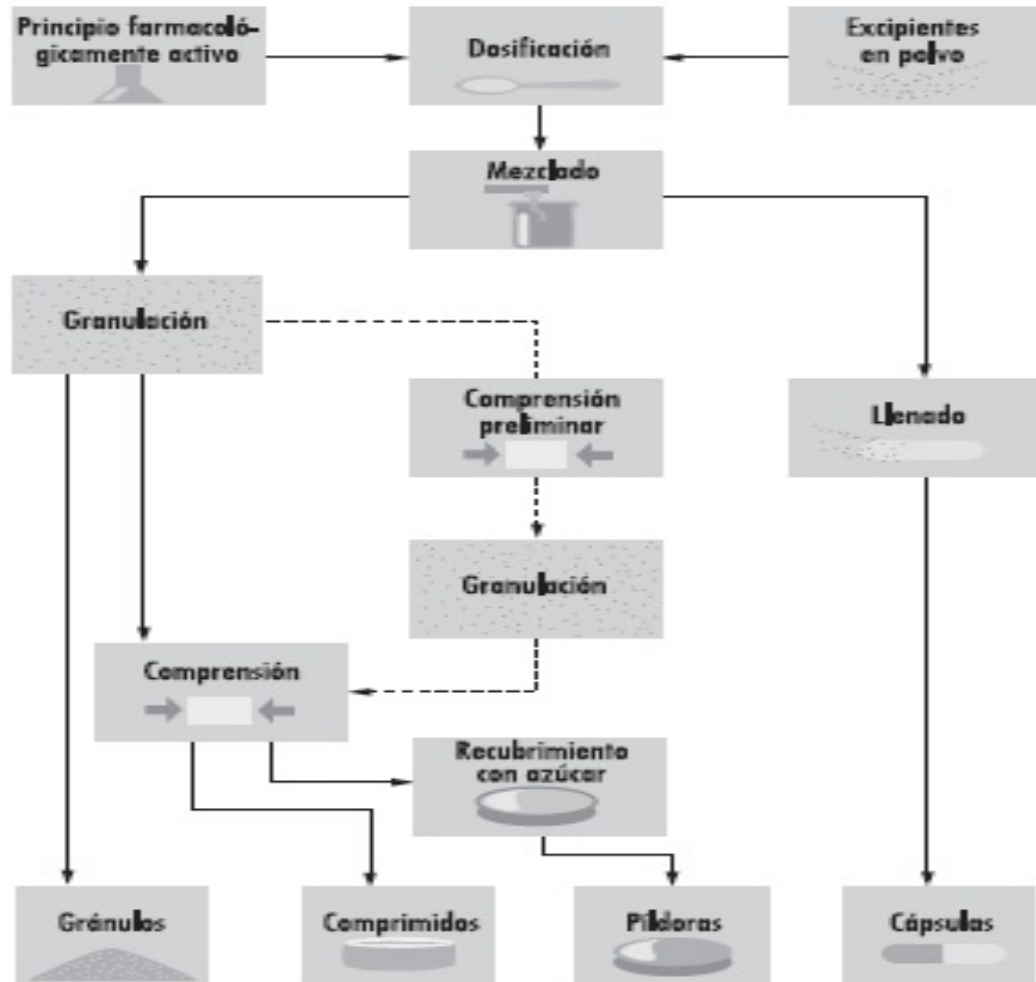 Principio farmacoló-
gicamente activo
Dosificación
Excipientes
en polvo
Mezclado
Granulación
Comprensión
preliminar
Llenado
Granulación
Comprensión
Recubrimiento
con azúcar
Gránulos
Comprimidos
Píldoras
Cápsulas